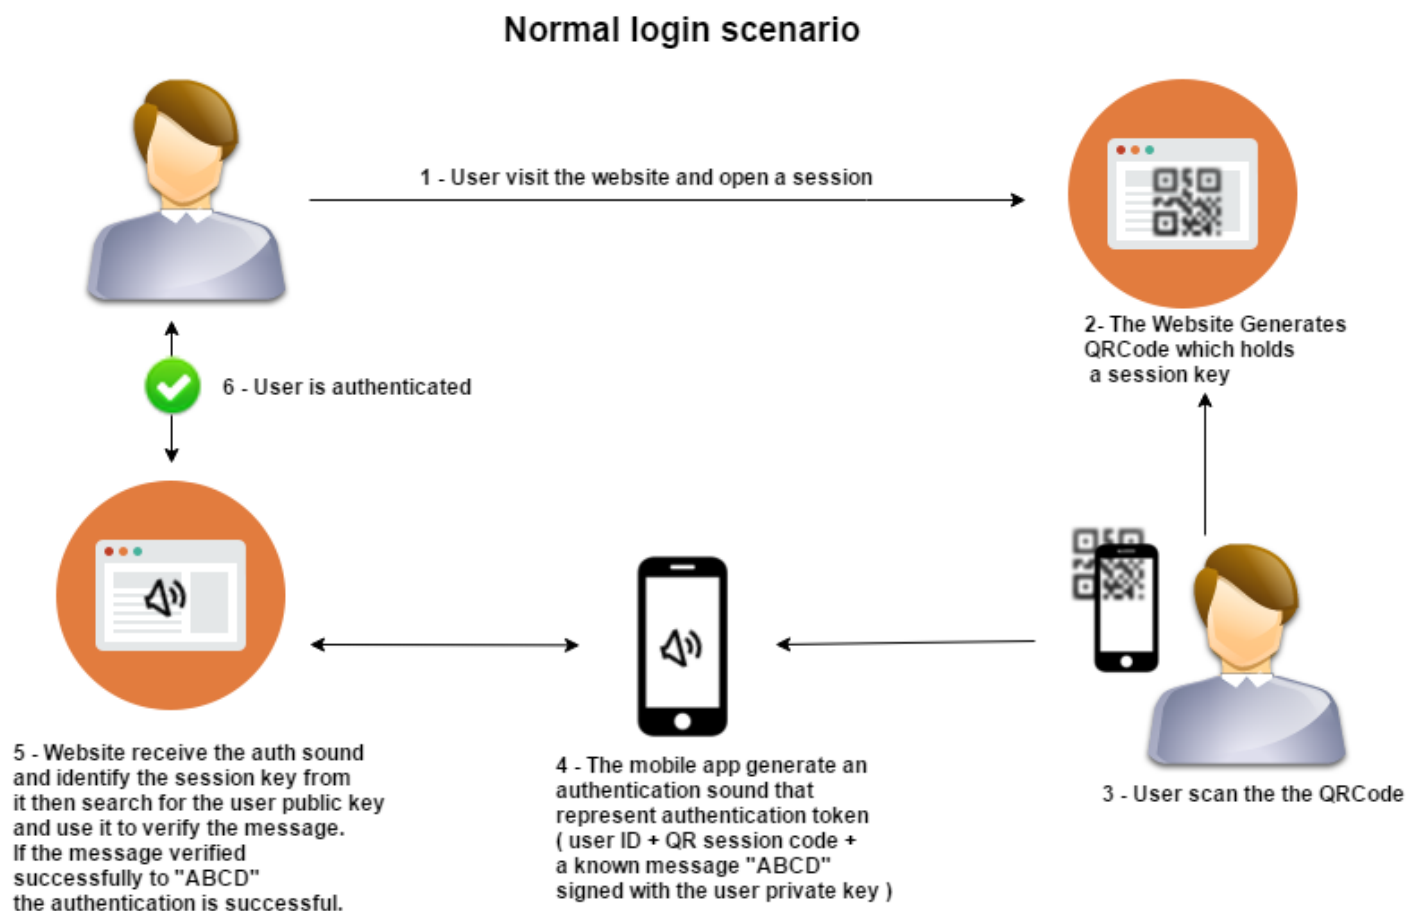 Normal login scenario
1 - User visit the website and open a session
2- The Website Generates
QRCode which holds
a session key
6 - User is authenticated
3 - User scan the the QRCode
4 - The mobile app generate an
authentication sound that
represent authentication token
( user ID + QR session code +
a known message "ABCD"
signed with the user private key )
5 - Website receive the auth sound
and identify the session key from
it then search for the user public key
and use it to verify the message.
If the message verified
successfully to "ABCD"
the authentication is successful.